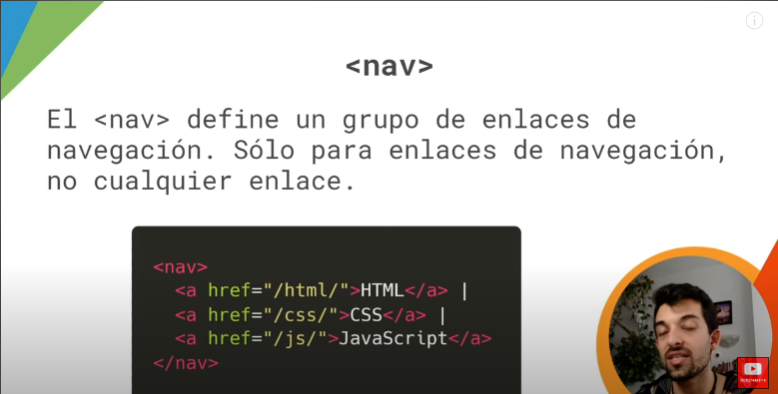 <nav>
El <nav> define un grupo de enlaces de
navegación. Sólo para enlaces de navegación,
no cualquier enlace.
<nav>
<a href="/html/">HTML</a> |
<a href="/css/">CSS</a> |
<a href="/js/">JavaScript</a>
</nav>